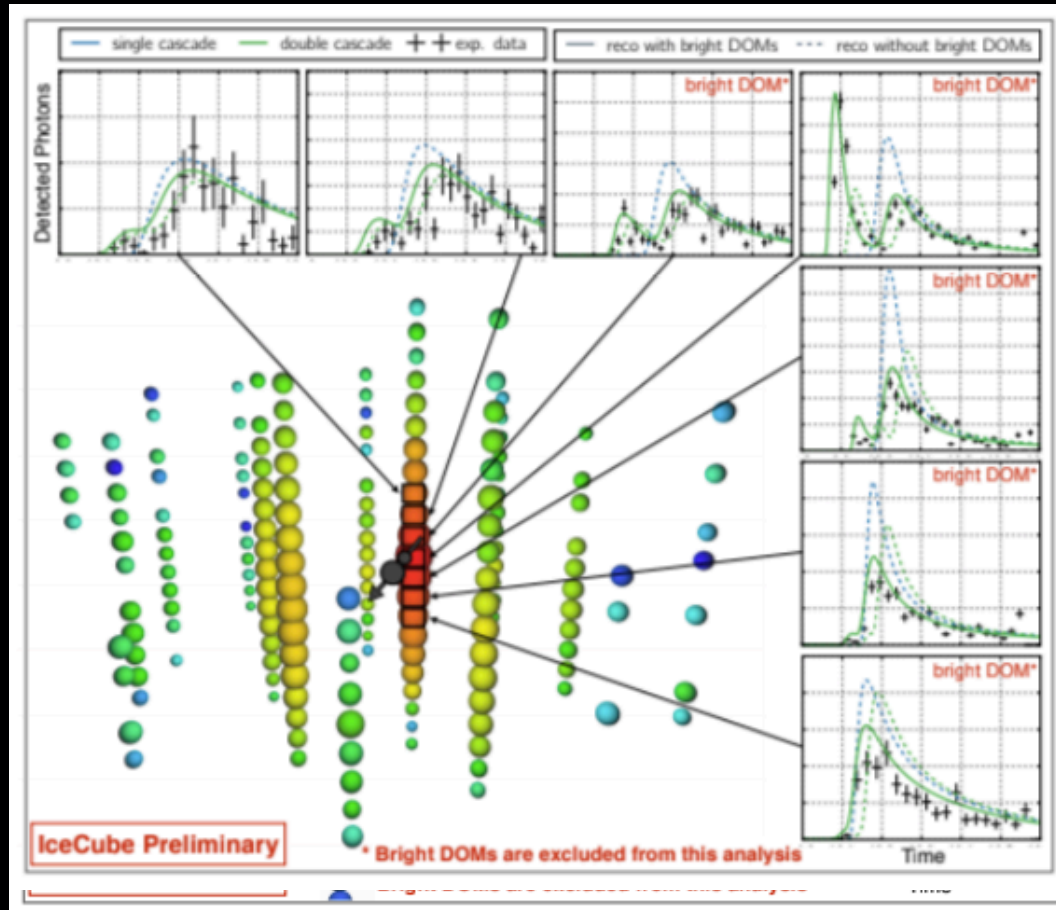 single cascade double cascade exp. data reco with bright DOMs reco without bright DOMs
Detected Photons
bright DOM*
bright DOM*
bright DOM*
bright DOM*
bright DOM*
Time
IceCube Preliminary
* Bright DOMs are excluded from this analysis